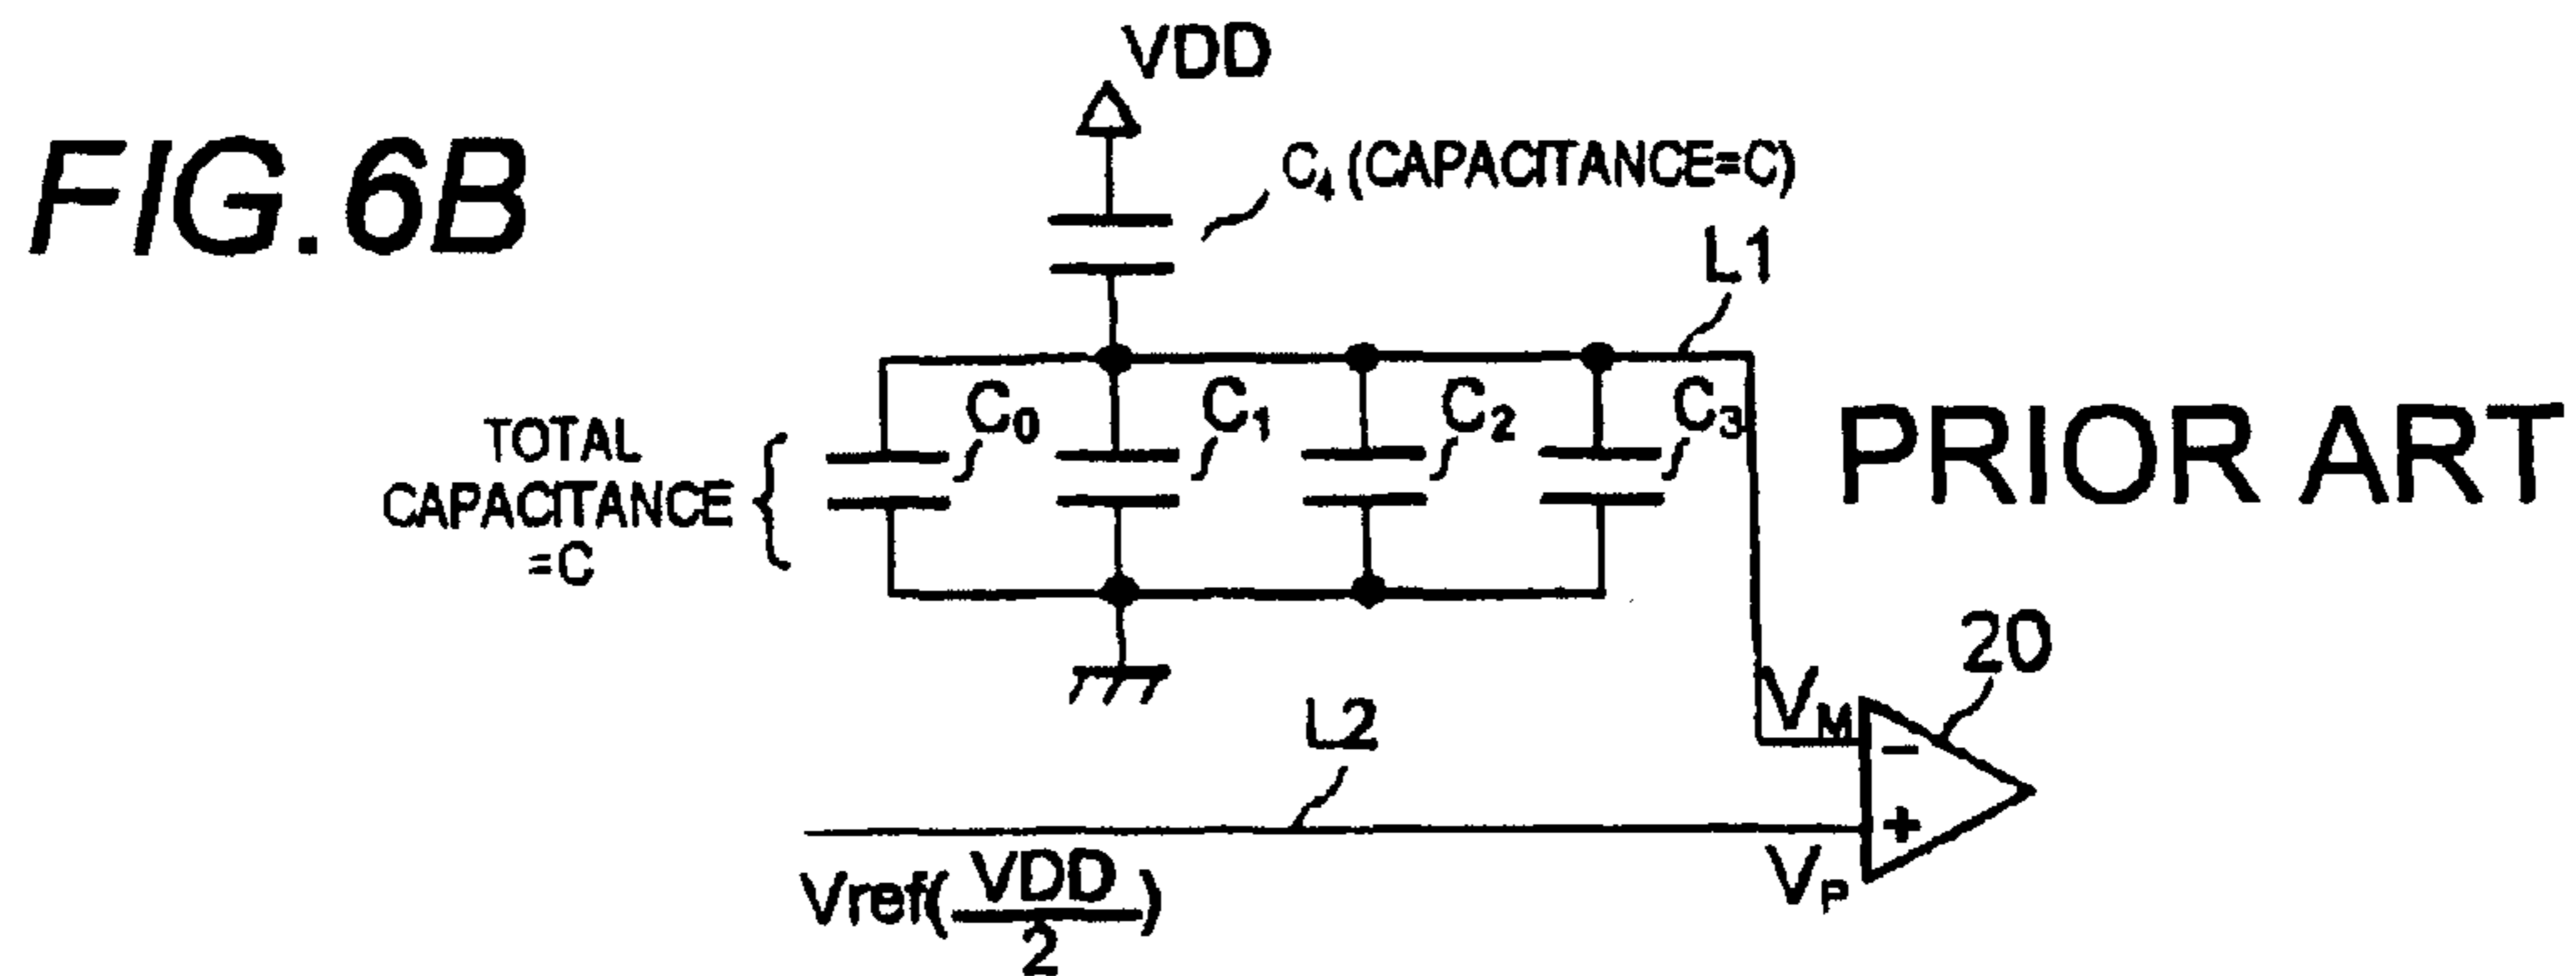 VDD
FIG.6B
C4 (CAPACITANCE=C)
L1
C0
C1
C2
C3
TOTAL
CAPACITANCE
=C
PRIOR ART
20
L2
VM
−
+
Vref(VDD/2)
VP